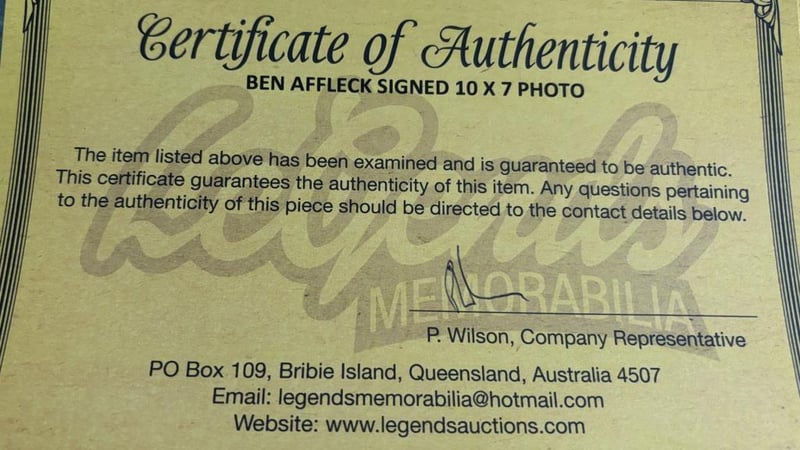 Certificate of Authenticity
BEN AFFLECK SIGNED 10 X 7 PHOTO
Legends
The item listed above has been examined and is guaranteed to be authentic.
This certificate guarantees the authenticity of this item. Any questions pertaining
to the authenticity of this piece should be directed to the contact details below.
MEMORABILIA
P. Wilson, Company Representative
PO Box 109, Bribie Island, Queensland, Australia 4507
Email: legendsmemorabilia@hotmail.com
Website: www.legendsauctions.com